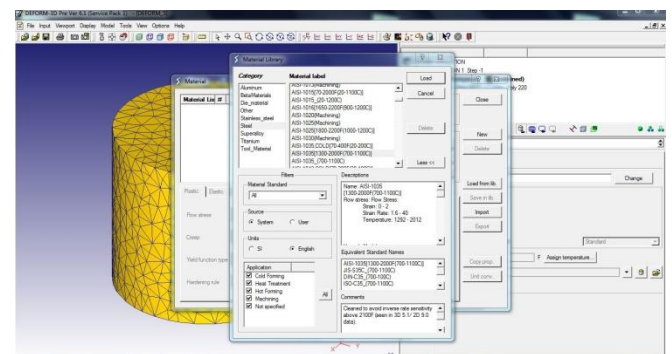 DEFORM-3D Pre Ver 6.1 (Service Pack
File Input Viewport Display Model Tools View Options Help
Material
Material List #
Plastic Elastic
Flow stress
Creep
Yield function type
Hardening rule
Close
New
Delete
Load from lib.
Save in lib
Import
Export
Copy prop.
Unit conv.
Material Library
Category
Aluminum
BetaMaterials
Die_material
Other
Stainless_steel
Steel
Superalloy
Titanium
Tool_Material
Material label
AISI-1015(Machining)
AISI-1015[70-2000F(20-1100C)]
AISI-1015_(20-1200C)
AISI-1016[1650-2200F(900-1200C)]
AISI-1020(Machining)
AISI-1025(Machining)
AISI-1025[1800-2200F(1000-1200C)]
AISI-1030(Machining)
AISI-1035,COLD[70-400F(20-200C)]
AISI-1035[1300-2000F(700-1100C)]
AISI-1035_(700-1100C)
Load
Cancel
Delete
Less <<
Filters
Material Standard
All
Source
System User
Units
SI English
Application
Cold Forming
Heat Treatment
Hot Forming
Machining
Not specified
All
Descriptions
Name: AISI-1035
[1300-2000F(700-1100C)]
Flow stress: Flow Stress:
Strain: 0 - 2
Strain Rate: 1.6 - 40
Temperature: 1292 - 2012
Equivalent Standard Names
AISI-1035[1300-2000F(700-1100C)]
JIS-S35C_(700-1100C)
DIN-C35_(700-1100C)
ISO-C35_(700-1100C)
Comments
Cleaned to avoid inverse rate sensitivity
above 2100F (seen in 3D 5.1/ 2D 9.0
data).
Change
Standard
F Assign temperature...
X Y